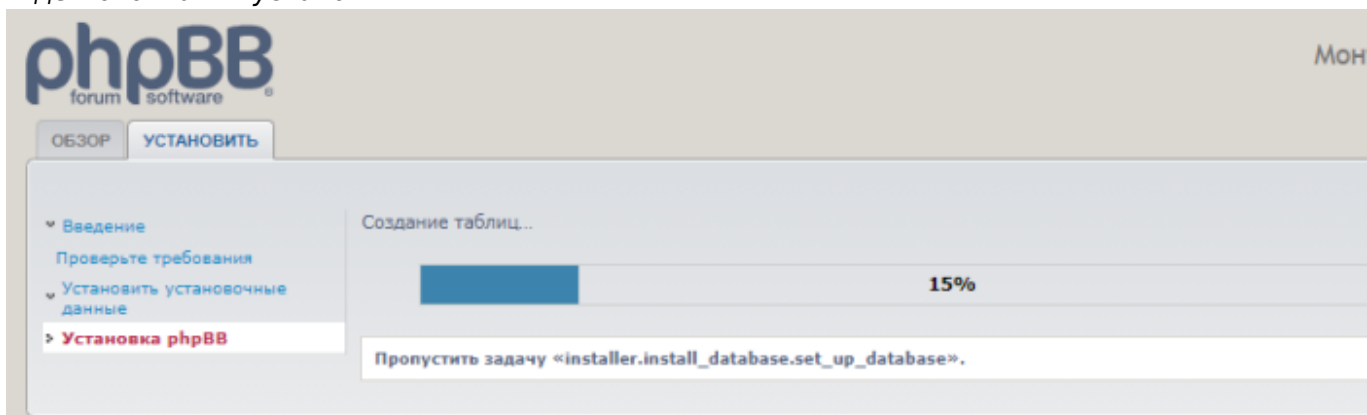 phpBB
forum software ®
Мон
ОБЗОР УСТАНОВИТЬ
Введение
Проверьте требования
Установить установочные
данные
Установка phpBB
Создание таблиц...
15%
Пропустить задачу «installer.install_database.set_up_database».